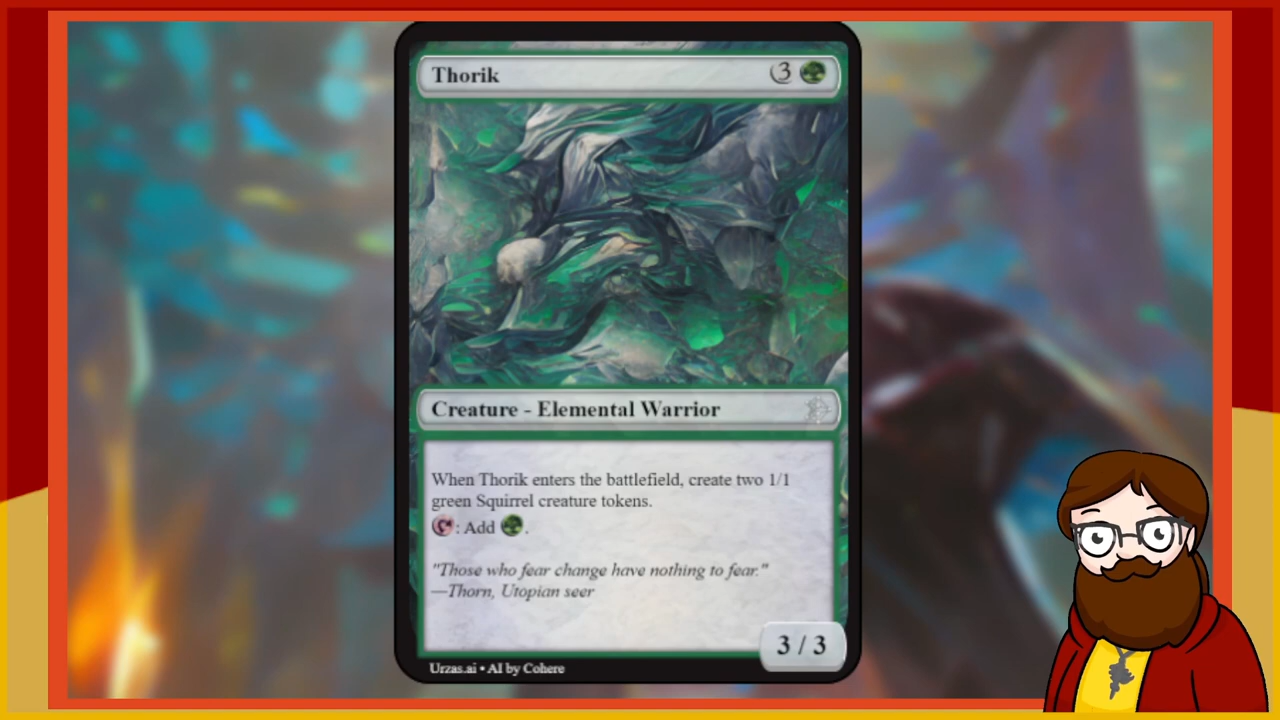 Thorik 3
Creature - Elemental Warrior
When Thorik enters the battlefield, create two 1/1
green Squirrel creature tokens.
: Add .
"Those who fear change have nothing to fear."
—Thorn, Utopian seer
3 / 3
Urzas.ai • AI by Cohere